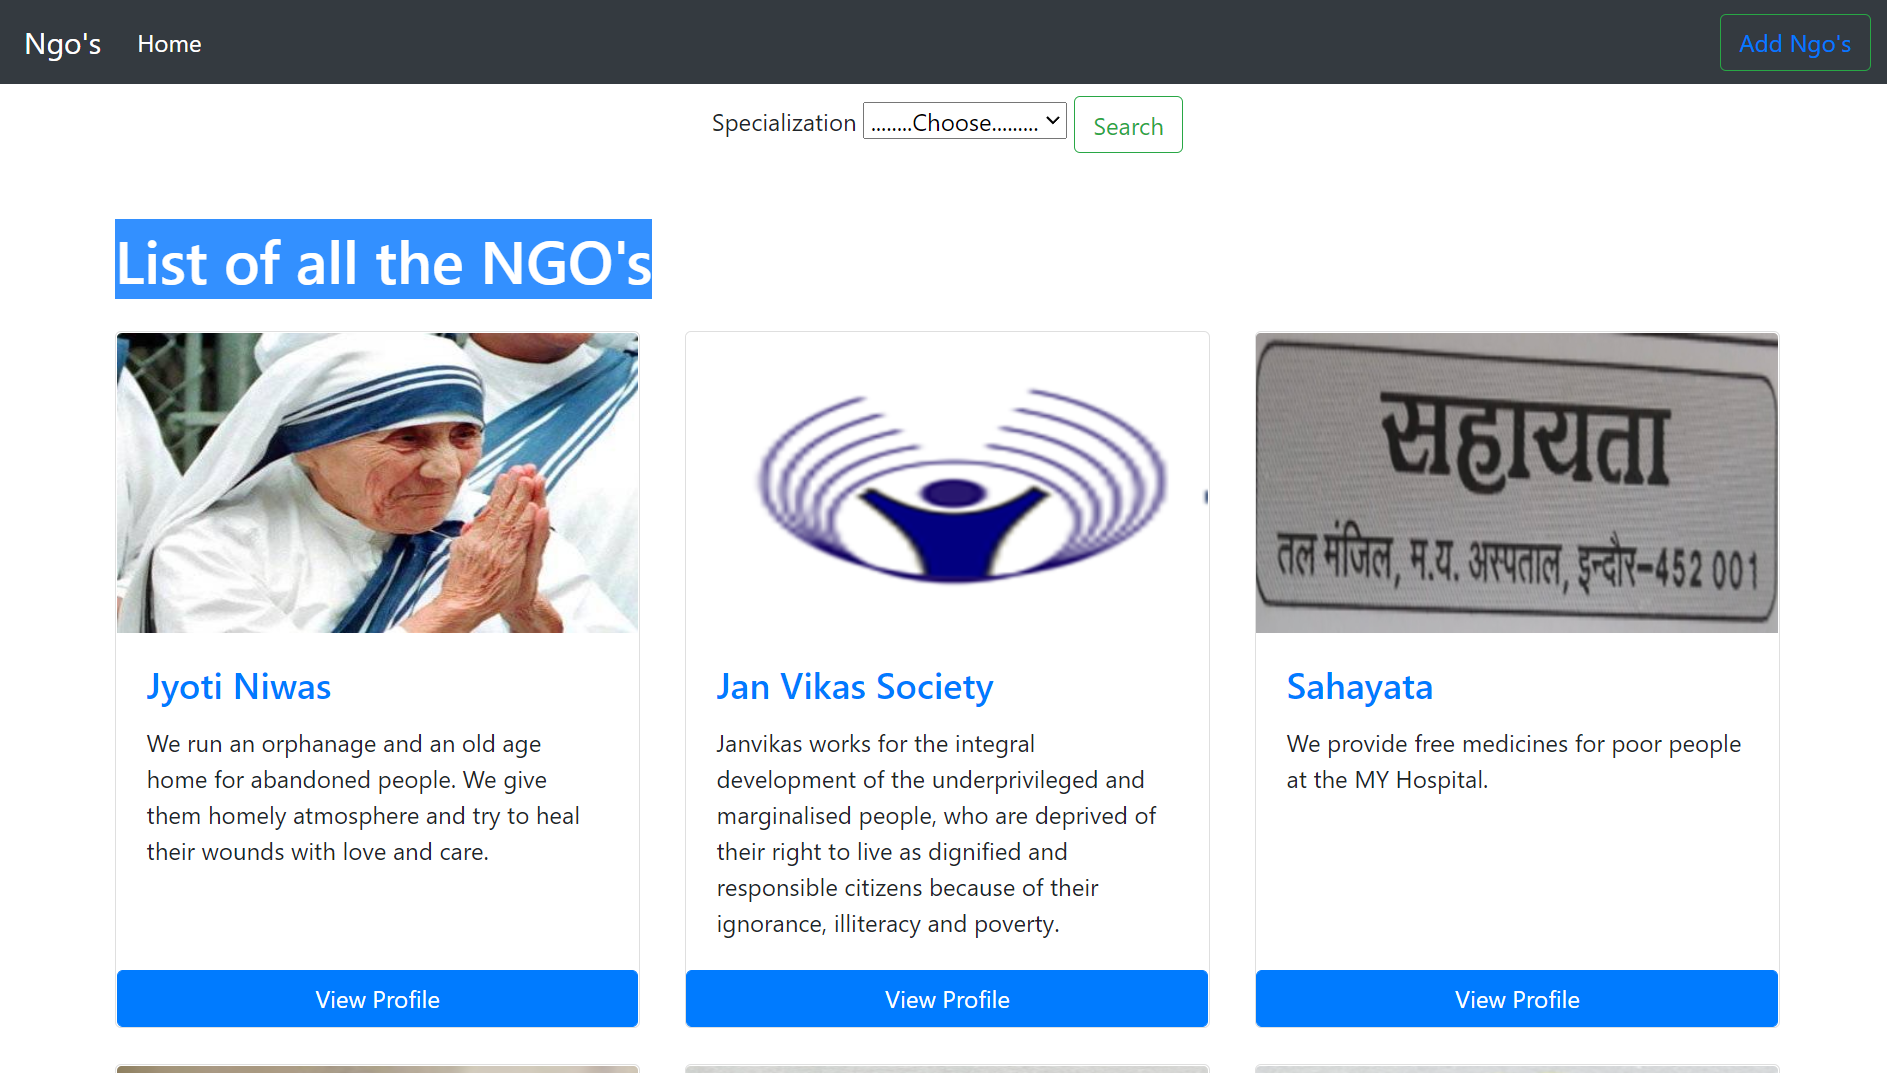 Ngo's Home Add Ngo's
Specialization ........Choose......... Search
List of all the NGO's
सहायता
तल मंजिल, म.य. अस्पताल, इन्दौर-452 001
Jyoti Niwas
We run an orphanage and an old age
home for abandoned people. We give
them homely atmosphere and try to heal
their wounds with love and care.
View Profile
Jan Vikas Society
Janvikas works for the integral
development of the underprivileged and
marginalised people, who are deprived of
their right to live as dignified and
responsible citizens because of their
ignorance, illiteracy and poverty.
View Profile
Sahayata
We provide free medicines for poor people
at the MY Hospital.
View Profile